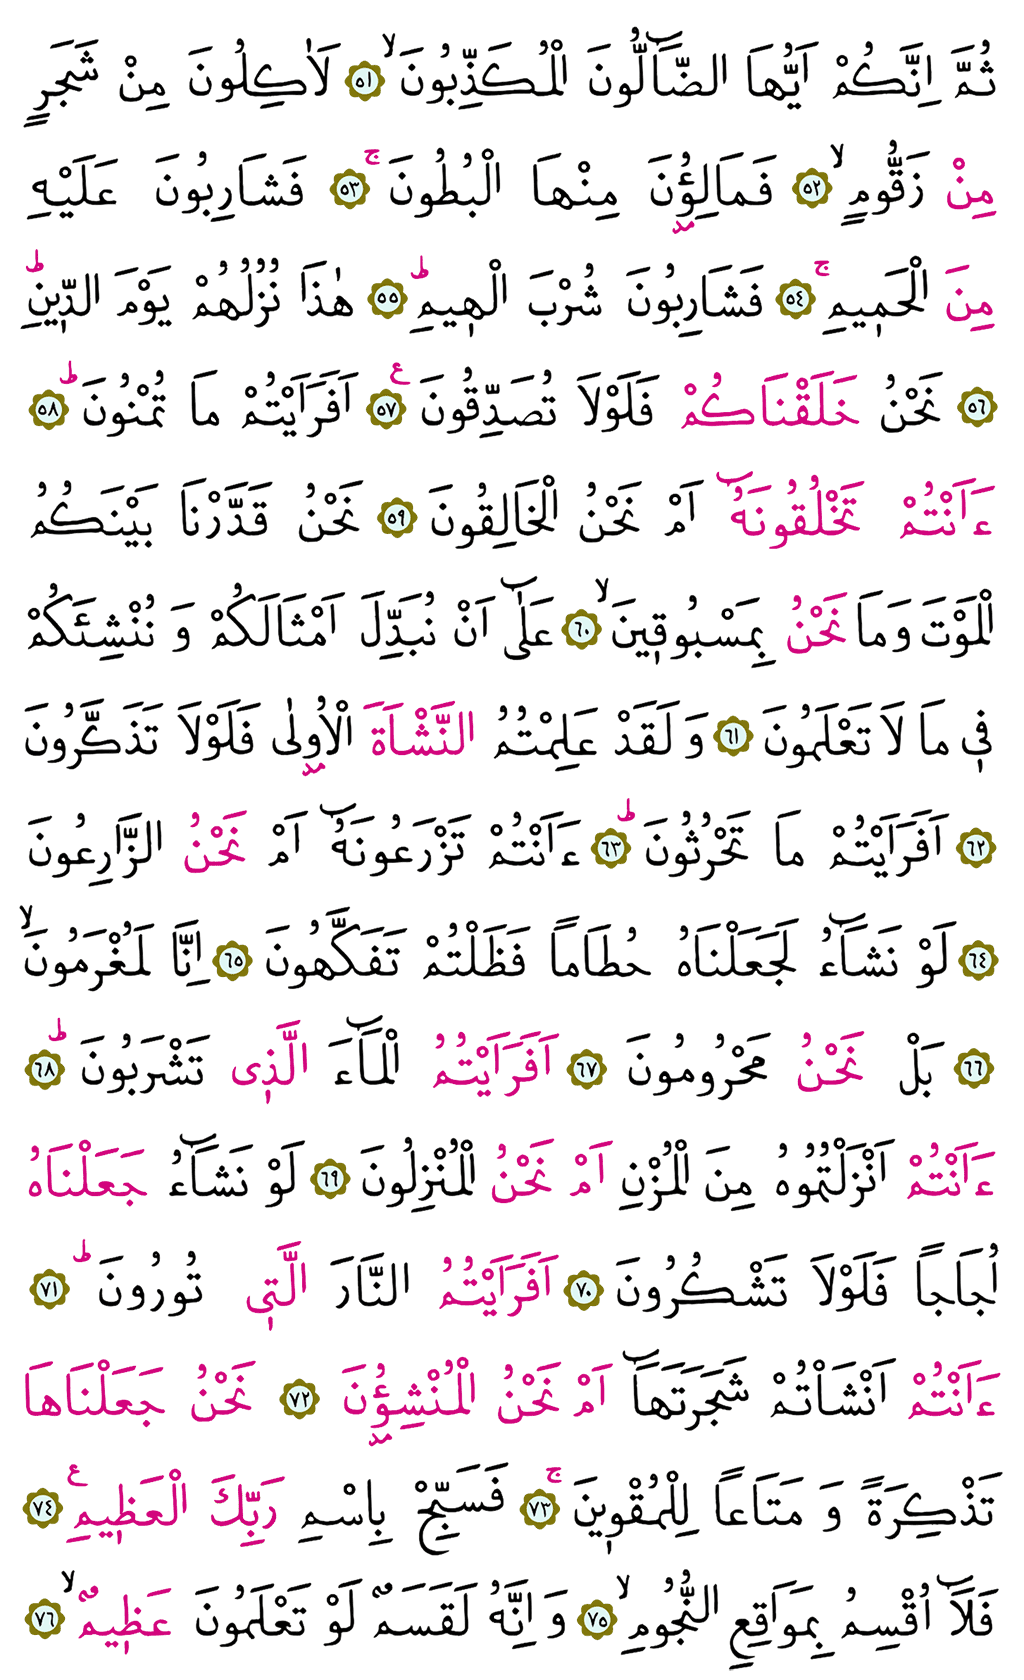 ثُمَّ اِنَّكُمْ اَيُّهَا الضَّٓالُّونَ الْمُكَذِّبُونَۙ ﴿٥١﴾ لَاٰكِلُونَ مِنْ شَجَرٍ
مِنْ زَقُّومٍۙ ﴿٥٢﴾ فَمَالِؤُ۫نَ مِنْهَا الْبُطُونَۚ ﴿٥٣﴾ فَشَارِبُونَ عَلَيْهِ
مِنَ الْحَم۪يمِۚ ﴿٥٤﴾ فَشَارِبُونَ شُرْبَ الْه۪يمِۜ ﴿٥٥﴾ هٰذَا نُزُلُهُمْ يَوْمَ الدّ۪ينِۜ
﴿٥٦﴾ نَحْنُ خَلَقْنَاكُمْ فَلَوْلَا تُصَدِّقُونَ ﴿٥٧﴾ اَفَرَاَيْتُمْ مَا تُمْنُونَۜ ﴿٥٨﴾
ءَاَنْتُمْ تَخْلُقُونَهُٓ اَمْ نَحْنُ الْخَالِقُونَ ﴿٥٩﴾ نَحْنُ قَدَّرْنَا بَيْنَكُمُ
الْمَوْتَ وَمَا نَحْنُ بِمَسْبُوق۪ينَۙ ﴿٦٠﴾ عَلٰٓى اَنْ نُبَدِّلَ اَمْثَالَكُمْ وَ نُنْشِئَكُمْ
ف۪ي مَا لَا تَعْلَمُونَ ﴿٦١﴾ وَ لَقَدْ عَلِمْتُمُ النَّشْاَةَ الْاُو۫لٰى فَلَوْلَا تَذَكَّرُونَ
﴿٦٢﴾ اَفَرَاَيْتُمْ مَا تَحْرُثُونَۜ ﴿٦٣﴾ ءَاَنْتُمْ تَزْرَعُونَهُٓ اَمْ نَحْنُ الزَّارِعُونَ
﴿٦٤﴾ لَوْ نَشَٓاءُ لَجَعَلْنَاهُ حُطَاماً فَظَلْتُمْ تَفَكَّهُونَ ﴿٦٥﴾ اِنَّا لَمُغْرَمُونَۙ
﴿٦٦﴾ بَلْ نَحْنُ مَحْرُومُونَ ﴿٦٧﴾ اَفَرَاَيْتُمُ الْمَٓاءَ الَّذ۪ى تَشْرَبُونَۜ ﴿٦٨﴾
ءَاَنْتُمْ اَنْزَلْتُمُوهُ مِنَ الْمُزْنِ اَمْ نَحْنُ الْمُنْزِلُونَ ﴿٦٩﴾ لَوْ نَشَٓاءُ جَعَلْنَاهُ
اُجَاجاً فَلَوْلَا تَشْكُرُونَ ﴿٧٠﴾ اَفَرَاَيْتُمُ النَّارَ الَّت۪ى تُورُونَۜ ﴿٧١﴾
ءَاَنْتُمْ اَنْشَاْتُمْ شَجَرَتَهَٓا اَمْ نَحْنُ الْمُنْشِؤُ۫نَ ﴿٧٢﴾ نَحْنُ جَعَلْنَاهَا
تَذْكِرَةً وَ مَتَاعاً لِلْمُقْو۪ينَۚ ﴿٧٣﴾ فَسَبِّحْ بِاسْمِ رَبِّكَ الْعَظ۪يمِ ﴿٧٤﴾
فَلَٓا اُقْسِمُ بِمَوَاقِعِ النُّجُومِۙ ﴿٧٥﴾ وَ اِنَّهُ لَقَسَمٌ لَوْ تَعْلَمُونَ عَظ۪يمٌۙ ﴿٧٦﴾